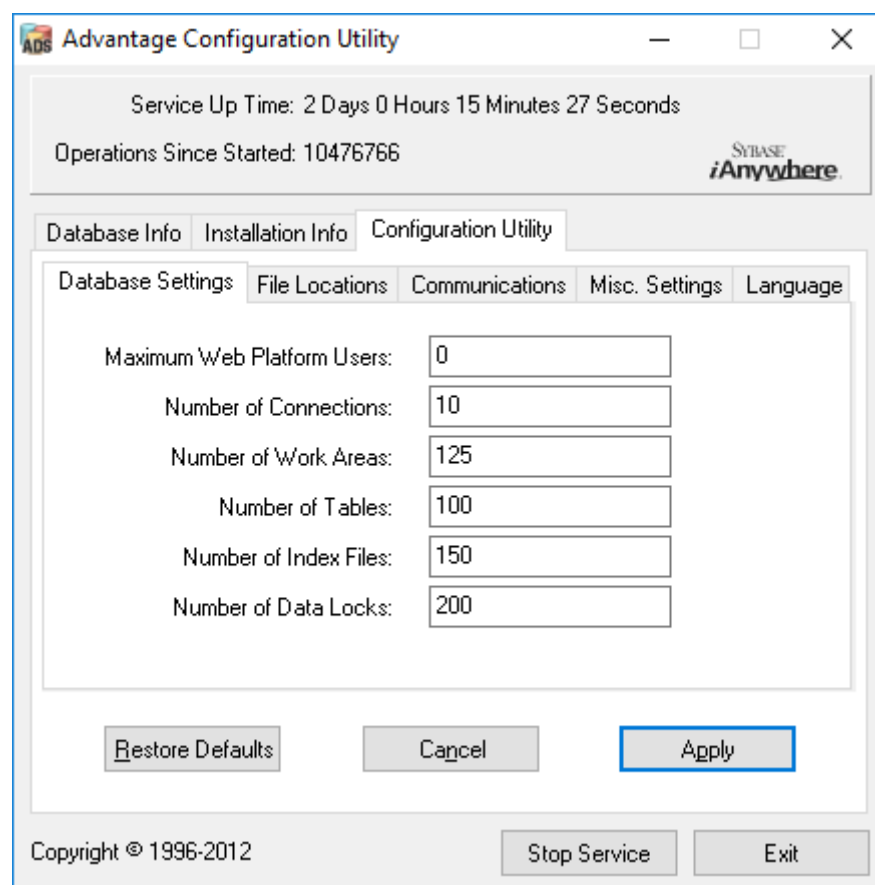 ADS Advantage Configuration Utility
Service Up Time: 2 Days 0 Hours 15 Minutes 27 Seconds
Operations Since Started: 10476766
SYBASE
iAnywhere.
Database Info Installation Info Configuration Utility
Database Settings File Locations Communications Misc. Settings Language
Maximum Web Platform Users: 0
Number of Connections: 10
Number of Work Areas: 125
Number of Tables: 100
Number of Index Files: 150
Number of Data Locks: 200
Restore Defaults Cancel Apply
Copyright © 1996-2012 Stop Service Exit